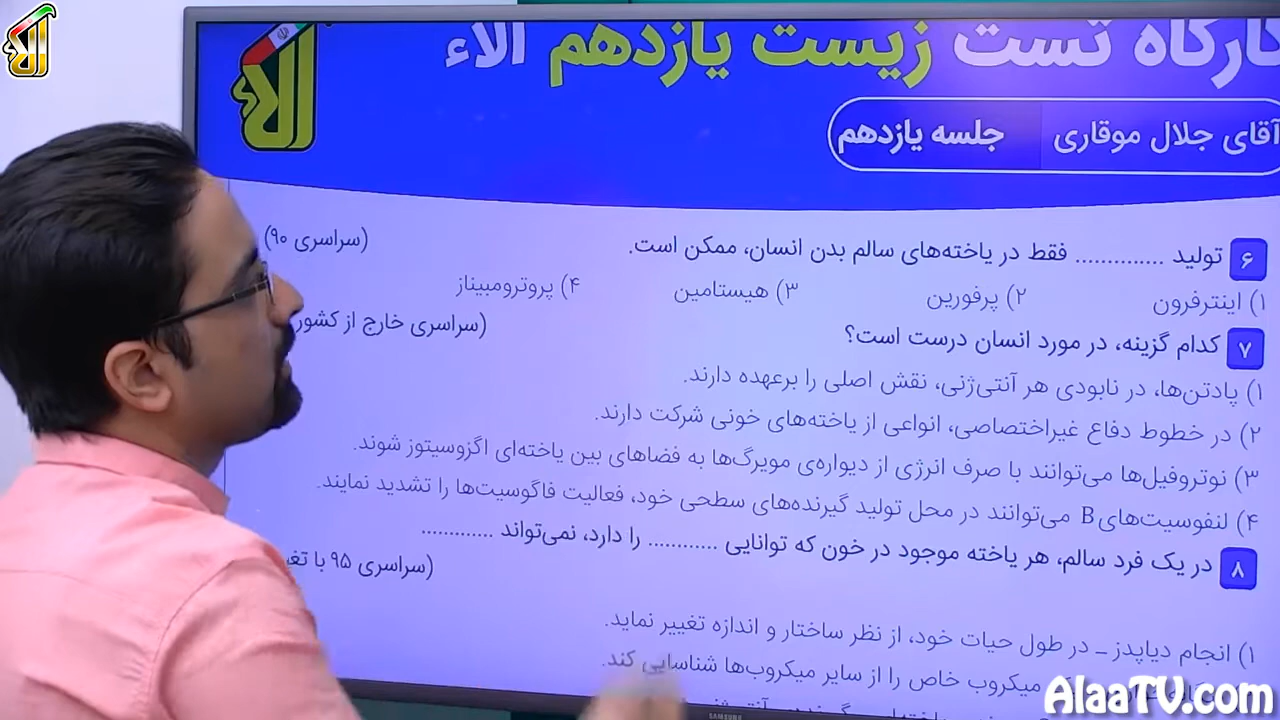 کارگاه تست زیست یازدهم آلاء
آقای جلال موقاری جلسه یازدهم
۶ تولید .............. فقط در یاخته‌های سالم بدن انسان، ممکن است. (سراسری ۹۰)
۱) اینترفرون ۲) پرفورین ۳) هیستامین ۴) پروترومبیناز
۷ کدام گزینه، در مورد انسان درست است؟ (سراسری خارج از کشور
۱) پادتن‌ها، در نابودی هر آنتی‌ژنی، نقش اصلی را برعهده دارند.
۲) در خطوط دفاع غیراختصاصی، انواعی از یاخته‌های خونی شرکت دارند.
۳) نوتروفیل‌ها می‌توانند با صرف انرژی از دیواره‌ی مویرگ‌ها به فضاهای بین یاخته‌ای اگزوسیتوز شوند.
۴) لنفوسیت‌های B می‌توانند در محل تولید گیرنده‌های سطحی خود، فعالیت فاگوسیت‌ها را تشدید نمایند.
۸ در یک فرد سالم، هر یاخته موجود در خون که توانایی ............ را دارد، نمی‌تواند .............
(سراسری ۹۵ با
۱) انجام دیاپدز – در طول حیات خود، از نظر ساختار و اندازه تغییر نماید.
میکروب خاص را از سایر میکروب‌ها شناسایی کند.
SAMSUNG
AlaaTV.com
آلاء